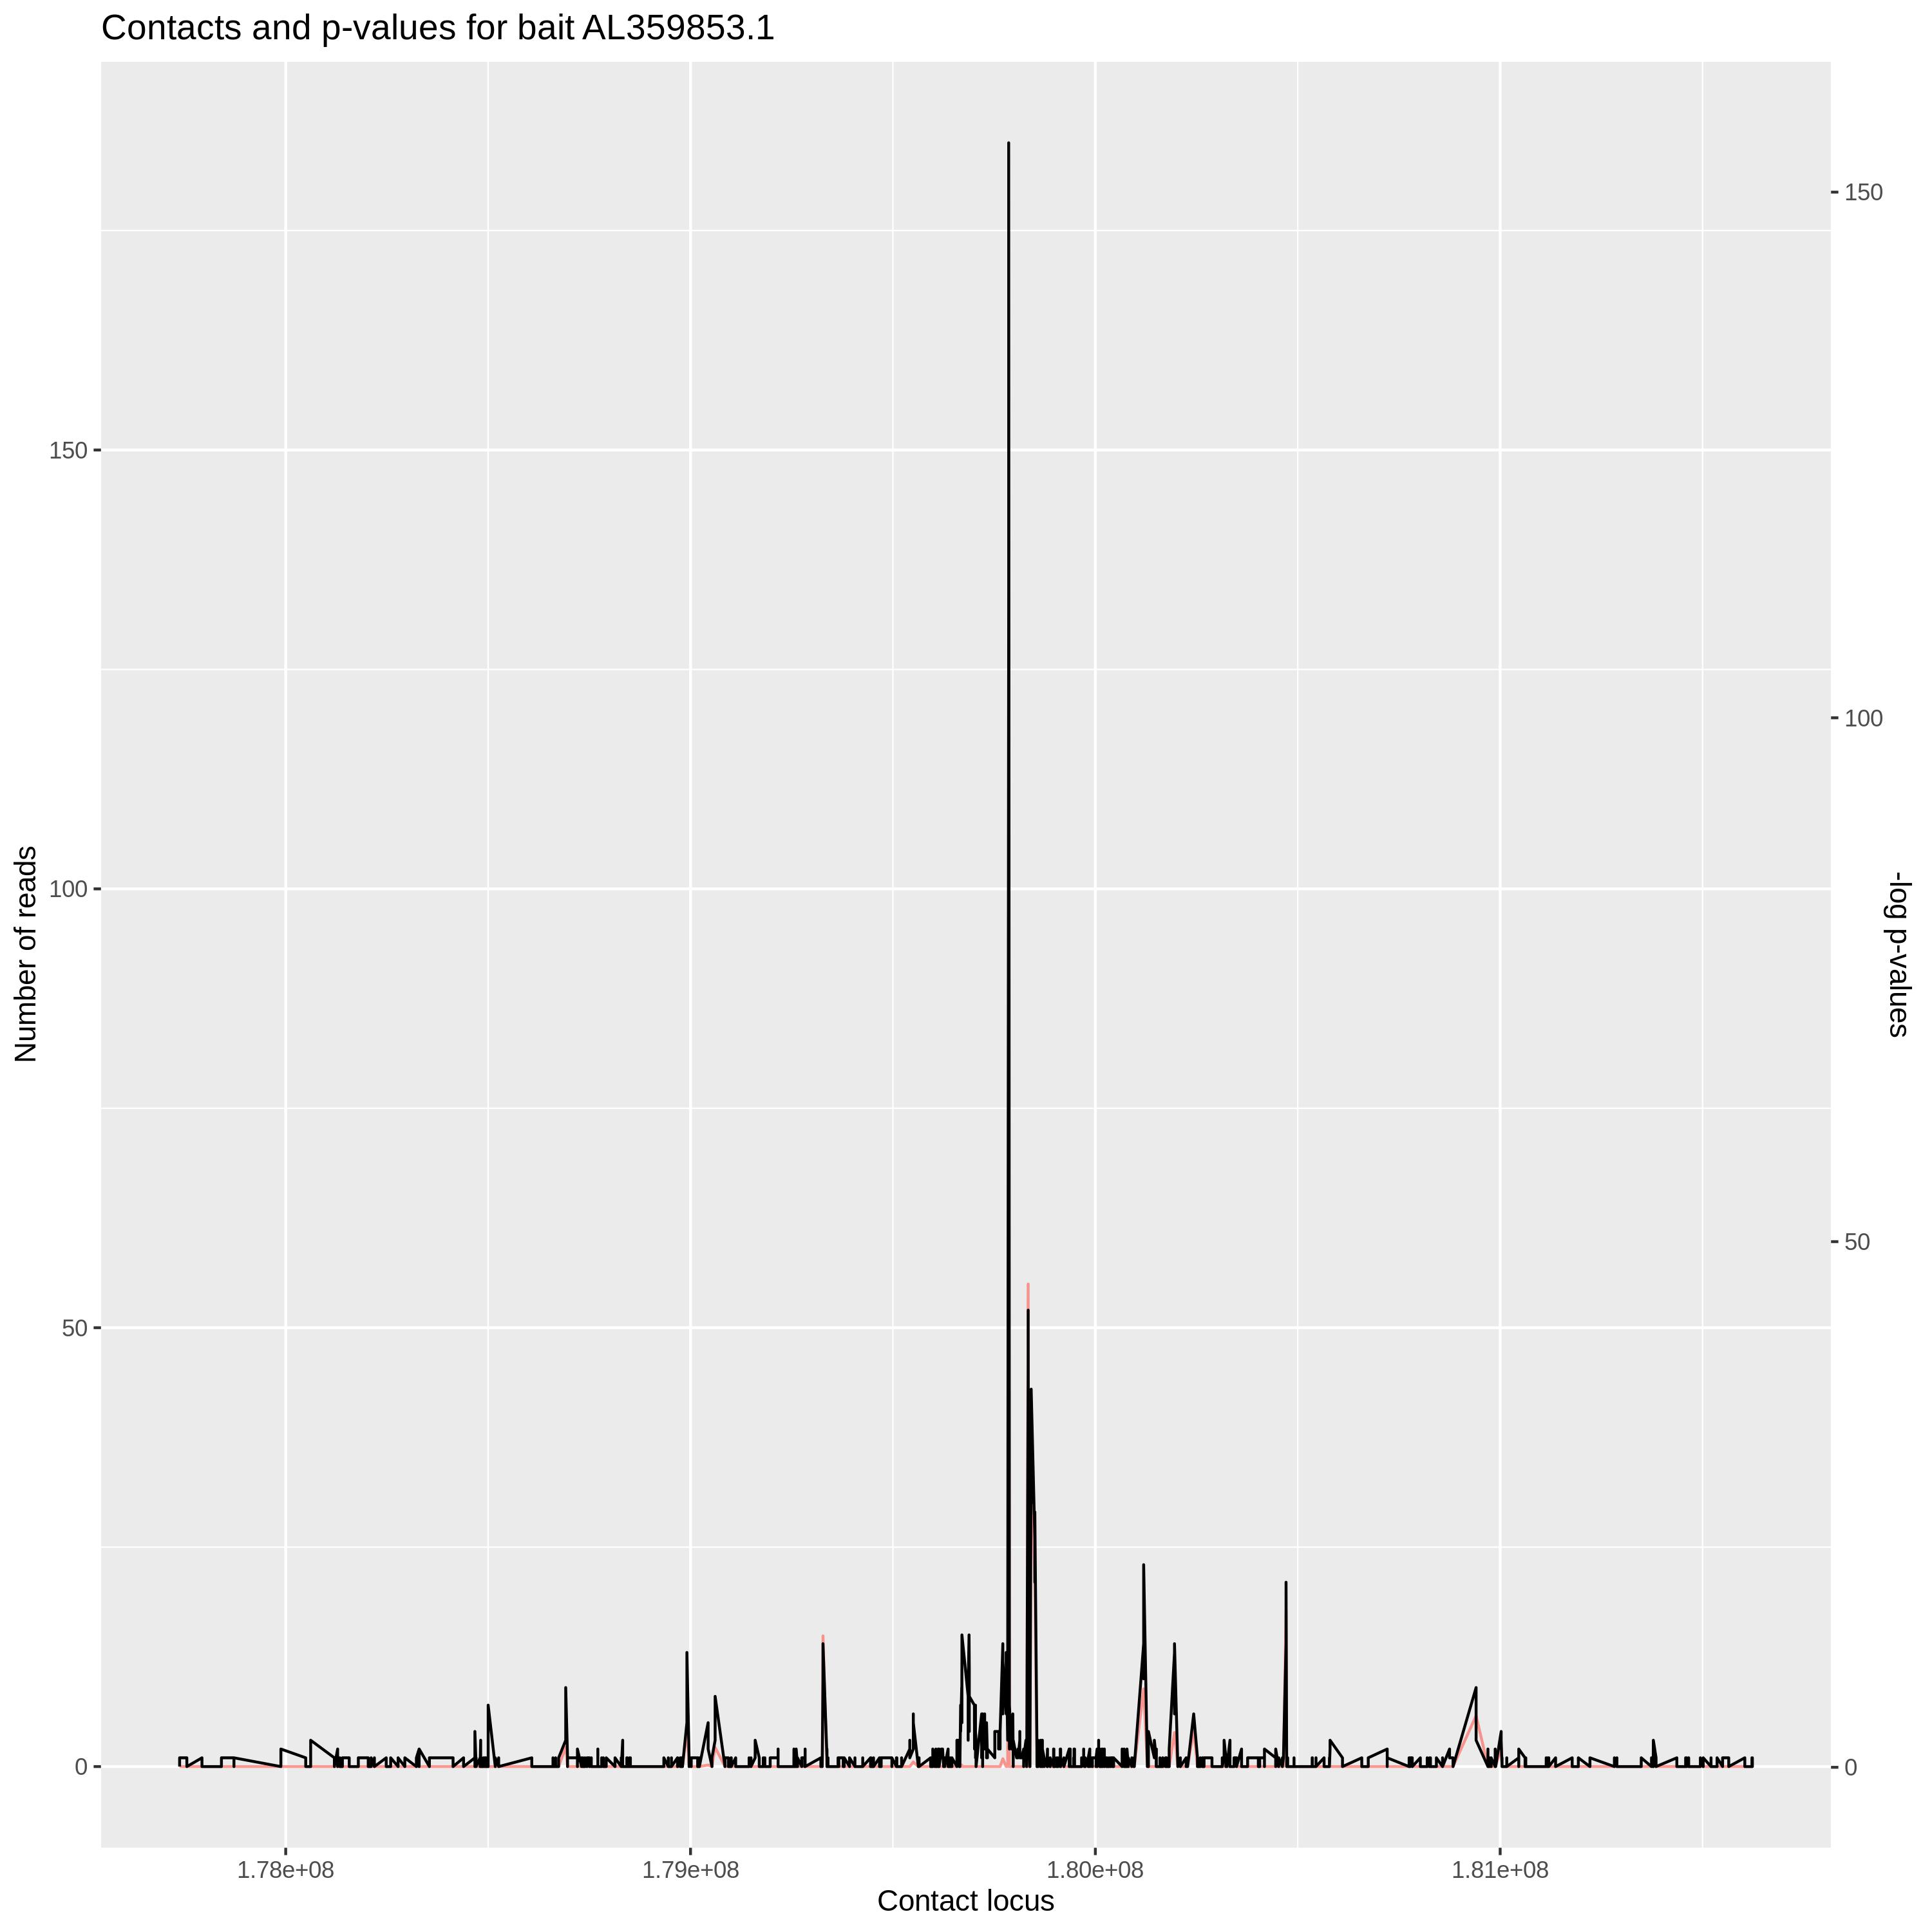 Contacts and p-values for bait AL359853.1
Number of reads
150
100
50
0
150
100
50
0
-log p-values
1.78e+08 1.79e+08 1.80e+08 1.81e+08
Contact locus